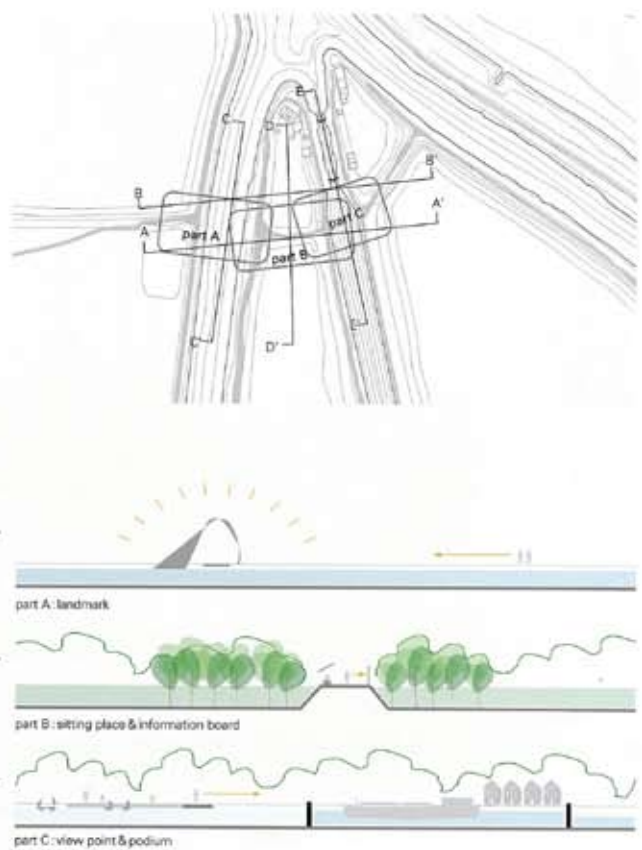 E
C
D
B'
B
A'
part A
part C
A
part B
C'
E'
D'
part A: landmark
part B: sitting place & information board
part C: view point & podium